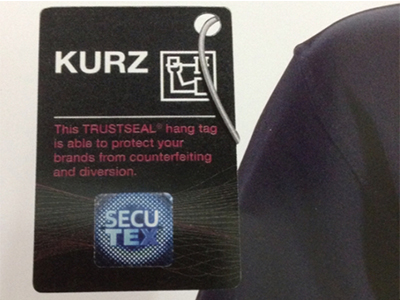 KURZ
This TRUSTSEAL® hang tag
is able to protect your
brands from counterfeiting
and diversion.
SECU
TEX